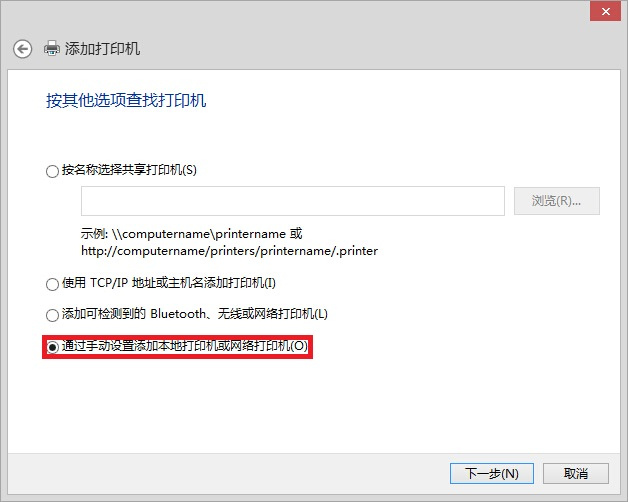 添加打印机
按其他选项查找打印机
按名称选择共享打印机(S)
浏览(R)...
示例: \\computername\printername 或
http://computername/printers/printername/.printer
使用 TCP/IP 地址或主机名添加打印机(I)
添加可检测到的 Bluetooth、无线或网络打印机(L)
通过手动设置添加本地打印机或网络打印机(O)
下一步(N)
取消